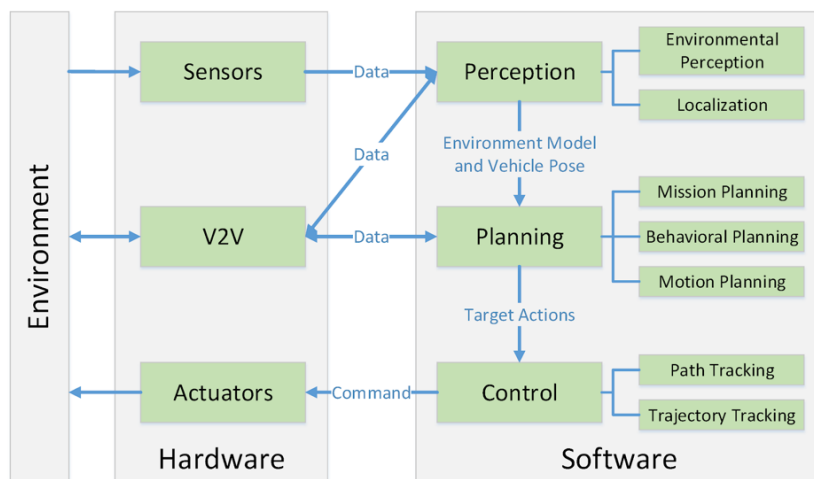 Environment
Sensors
V2V
Actuators
Hardware
Data
Data
Data
Command
Perception
Environment Model
and Vehicle Pose
Planning
Target Actions
Control
Environmental
Perception
Localization
Mission Planning
Behavioral Planning
Motion Planning
Path Tracking
Trajectory Tracking
Software